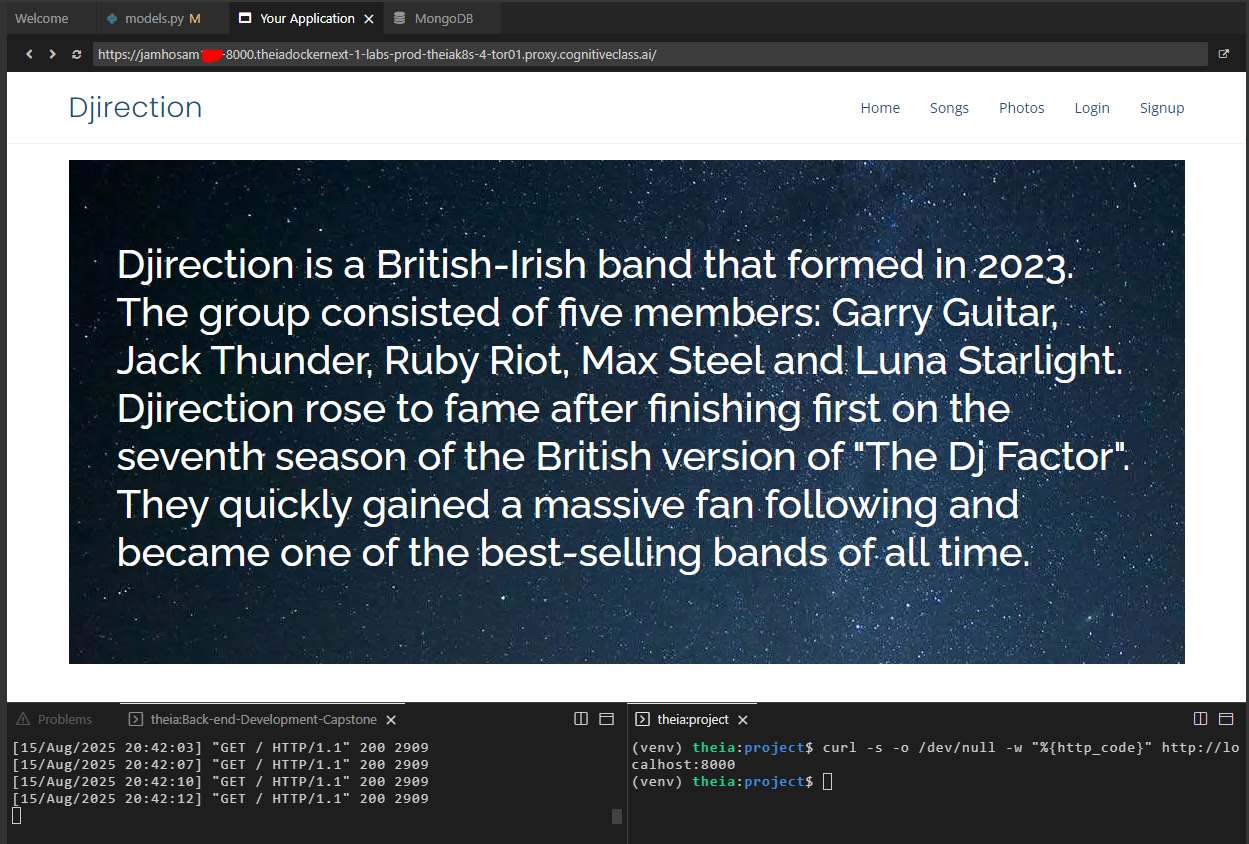 Welcome
models.py M
Your Application
MongoDB
https://jamhosam -8000.theiadockernext-1-labs-prod-theiak8s-4-tor01.proxy.cognitiveclass.ai/
Djirection
Home
Songs
Photos
Login
Signup
Djirection is a British-Irish band that formed in 2023.
The group consisted of five members: Garry Guitar,
Jack Thunder, Ruby Riot, Max Steel and Luna Starlight.
Djirection rose to fame after finishing first on the
seventh season of the British version of "The Dj Factor".
They quickly gained a massive fan following and
became one of the best-selling bands of all time.
Problems
theia:Back-end-Development-Capstone
[15/Aug/2025 20:42:03] "GET / HTTP/1.1" 200 2909
[15/Aug/2025 20:42:07] "GET / HTTP/1.1" 200 2909
[15/Aug/2025 20:42:10] "GET / HTTP/1.1" 200 2909
[15/Aug/2025 20:42:12] "GET / HTTP/1.1" 200 2909
theia:project
(venv) theia:project$ curl -s -o /dev/null -w "%{http_code}" http://lo
calhost:8000
(venv) theia:project$